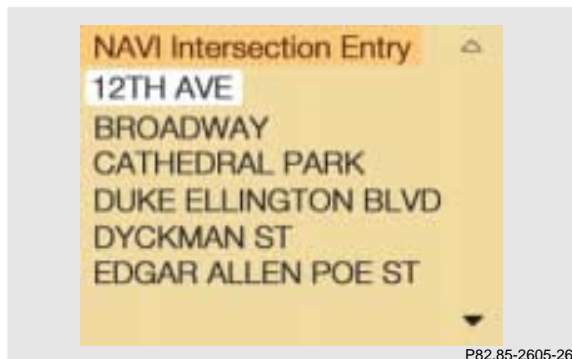 NAVI Intersection Entry
12TH AVE
BROADWAY
CATHEDRAL PARK
DUKE ELLINGTON BLVD
DYCKMAN ST
EDGAR ALLEN POE ST
P82.85-2605-26